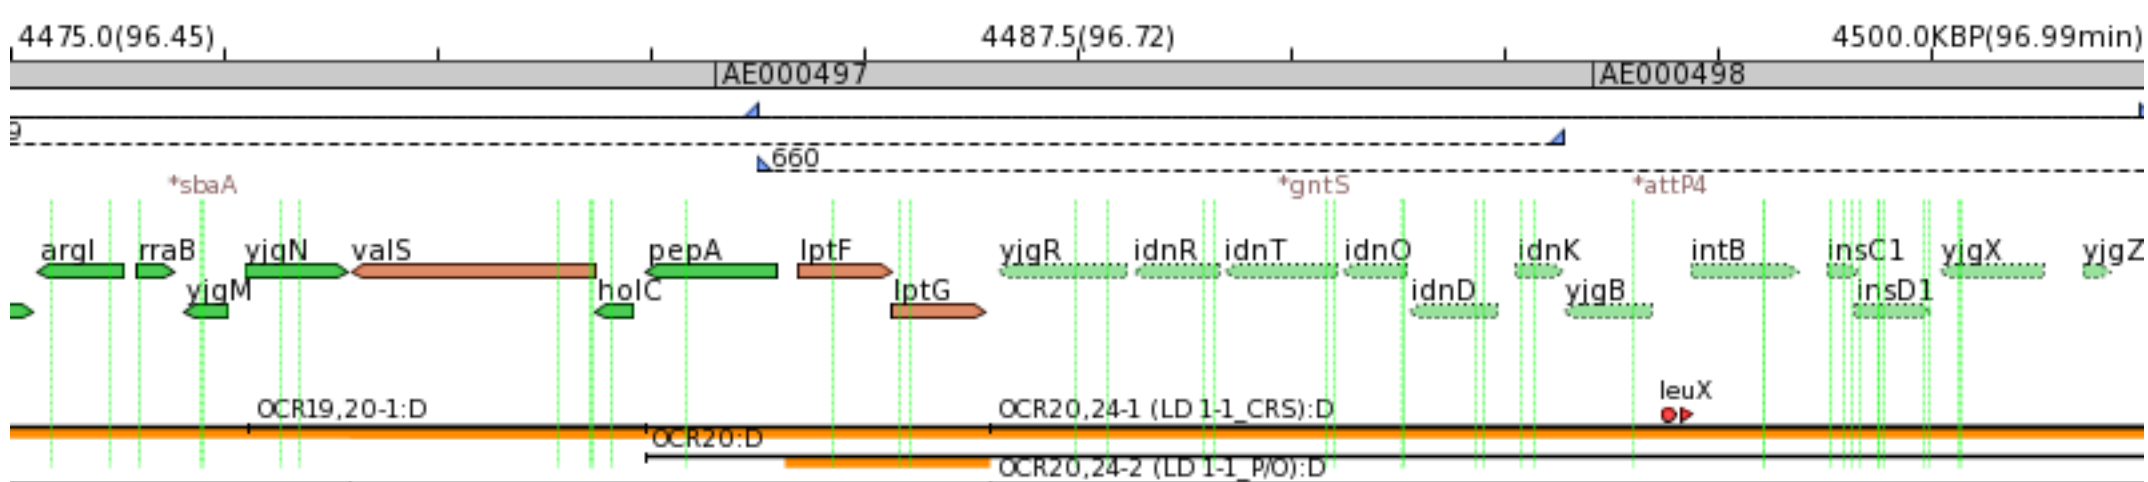 4475.0(96.45) 4487.5(96.72) 4500.0KBP(96.99min)
AE000497 AE000498
9
660
*sbaA *gntS *attP4
argI rraB yjgN valS pepA lptF yjgR idnR idnT idnO idnK intB insC1 yjgX yjgZ
yjgM holC lptG idnD yjgB insD1
leuX
OCR19,20-1:D OCR20,24-1 (LD 1-1_CRS):D
OCR20:D
OCR20,24-2 (LD 1-1_P/O):D